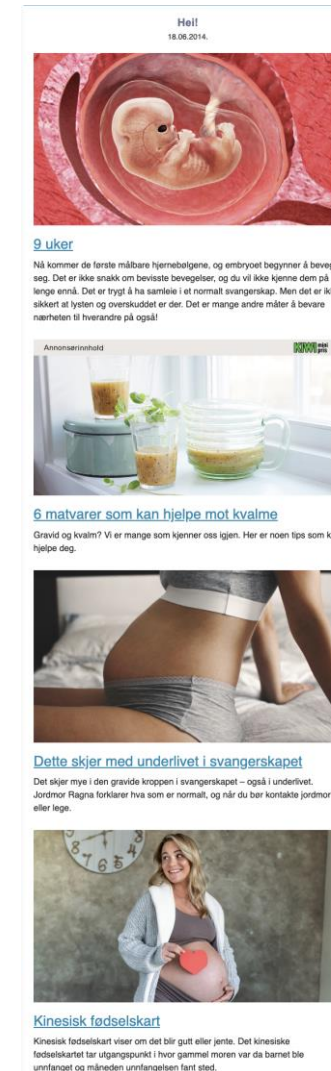 Hei!
18.06.2014.
9 uker
Nå kommer de første målbare hjernebølgene, og embryoet begynner å beveg
seg. Det er ikke snakk om bevisste bevegelser, og du vil ikke kjenne dem på
lenge ennå. Det er trygt å ha samleie i et normalt svangerskap. Men det er ik
sikkert at lysten og overskuddet er der. Det er mange andre måter å bevare
nærheten til hverandre på også!
Annonsørinnhold
KIWI mini pris
6 matvarer som kan hjelpe mot kvalme
Gravid og kvalm? Vi er mange som kjenner oss igjen. Her er noen tips som k
hjelpe deg.
Dette skjer med underlivet i svangerskapet
Det skjer mye i den gravide kroppen i svangerskapet – også i underlivet.
Jordmor Ragna forklarer hva som er normalt, og når du bør kontakte jordmor
eller lege.
Kinesisk fødselskart
Kinesisk fødselskart viser om det blir gutt eller jente. Det kinesiske
fødselskartet tar utgangspunkt i hvor gammel moren var da barnet ble
unnfanget og måneden unnfangelsen fant sted.